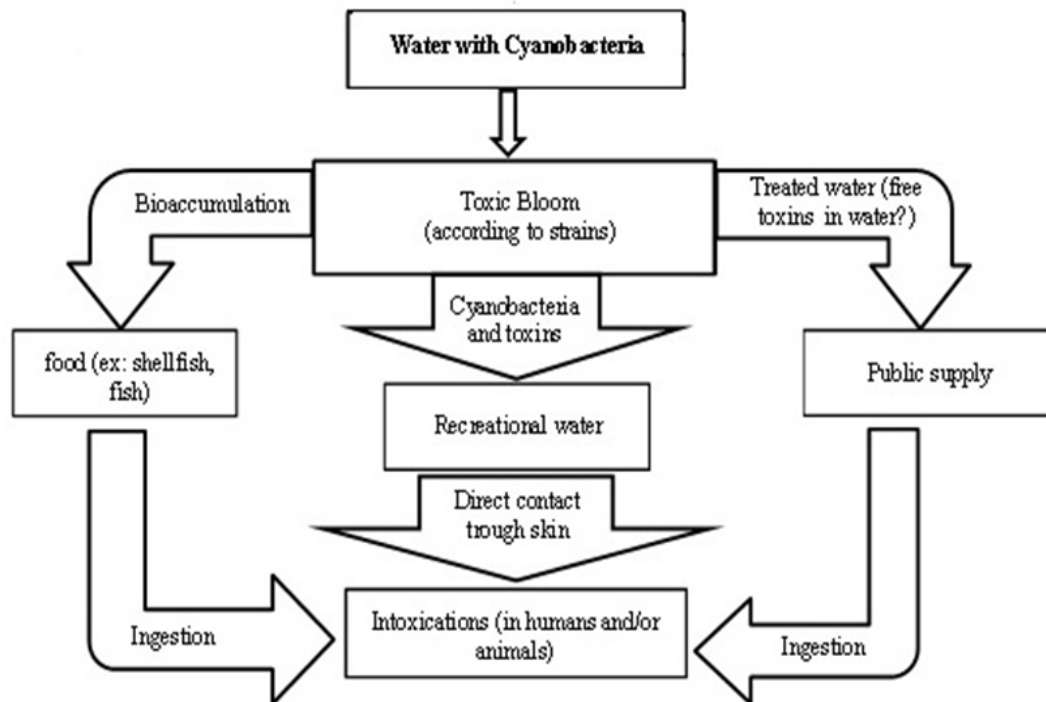 Water with Cyanobacteria
Bioaccumulation
Toxic Bloom
(according to strains)
Treated water (free
toxins in water?)
Cyanobacteria
and toxins
food (ex: shellfish,
fish)
Recreational water
Public supply
Direct contact
trough skin
Ingestion
Intoxications (in humans and/or
animals)
Ingestion